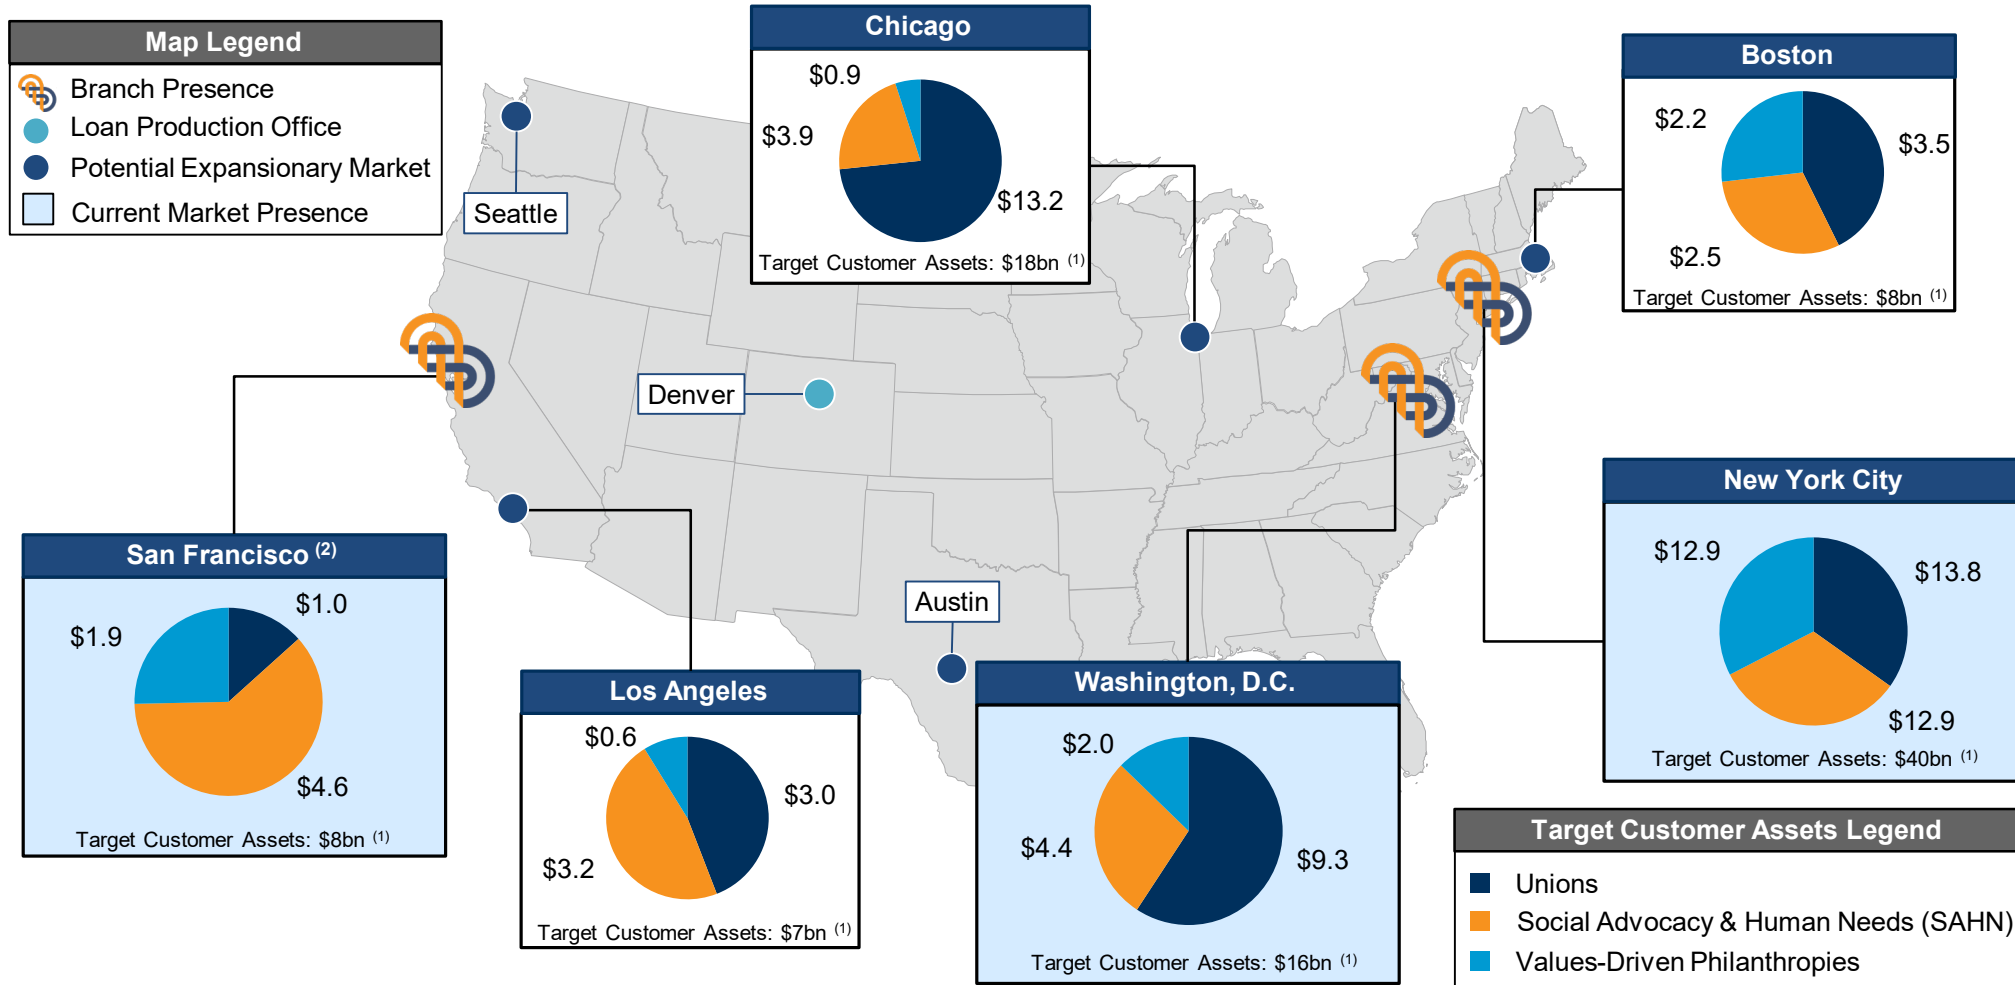 Map Legend
Branch Presence
Loan Production Office
Potential Expansionary Market
Current Market Presence
Chicago
$0.9
$3.9
$13.2
Target Customer Assets: $18bn (1)
Boston
$2.2
$3.5
$2.5
Target Customer Assets: $8bn (1)
Seattle
Denver
Austin
San Francisco (2)
$1.0
$1.9
$4.6
Target Customer Assets: $8bn (1)
Los Angeles
$0.6
$3.0
$3.2
Target Customer Assets: $7bn (1)
Washington, D.C.
$2.0
$4.4
$9.3
Target Customer Assets: $16bn (1)
New York City
$12.9
$13.8
$12.9
Target Customer Assets: $40bn (1)
Target Customer Assets Legend
Unions
Social Advocacy & Human Needs (SAHN)
Values-Driven Philanthropies